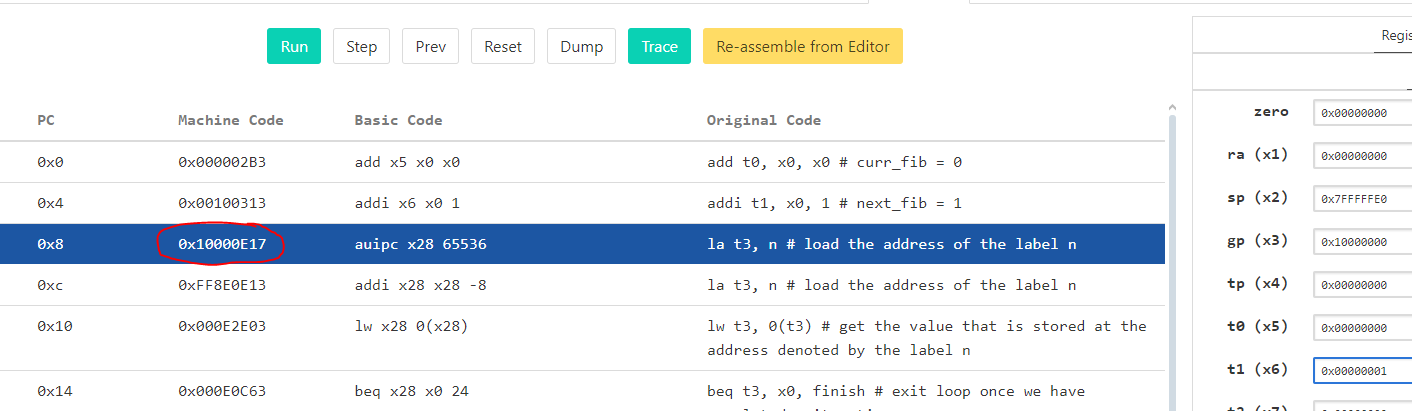 Run Step Prev Reset Dump Trace Re-assemble from Editor
Regis
PC Machine Code Basic Code Original Code
0x0 0x000002B3 add x5 x0 x0 add t0, x0, x0 # curr_fib = 0
0x4 0x00100313 addi x6 x0 1 addi t1, x0, 1 # next_fib = 1
0x8 0x10000E17 auipc x28 65536 la t3, n # load the address of the label n
0xc 0xFF8E0E13 addi x28 x28 -8 la t3, n # load the address of the label n
0x10 0x000E2E03 lw x28 0(x28) lw t3, 0(t3) # get the value that is stored at the
address denoted by the label n
0x14 0x000E0C63 beq x28 x0 24 beq t3, x0, finish # exit loop once we have
zero 0x00000000
ra (x1) 0x00000000
sp (x2) 0x7FFFFFE0
gp (x3) 0x10000000
tp (x4) 0x00000000
t0 (x5) 0x00000000
t1 (x6) 0x00000001